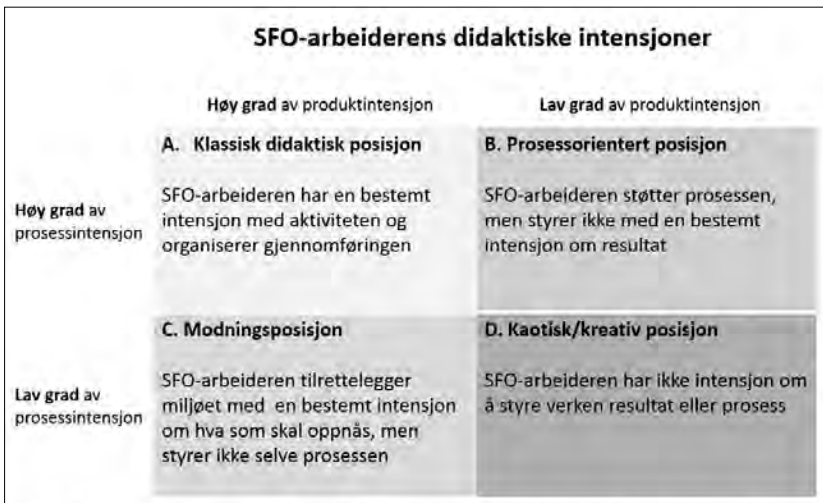 SFO-arbeiderens didaktiske intensjoner
Høy grad av produktintensjon
Lav grad av produktintensjon
Høy grad av
prosessintensjon
A. Klassisk didaktisk posisjon
SFO-arbeideren har en bestemt
intensjon med aktiviteten og
organiserer gjennomføringen
B. Prosessorientert posisjon
SFO-arbeideren støtter prosessen,
men styrer ikke med en bestemt
intensjon om resultat
Lav grad av
prosessintensjon
C. Modningsposisjon
SFO-arbeideren tilrettelegger
miljøet med en bestemt intensjon
om hva som skal oppnås, men
styrer ikke selve prosessen
D. Kaotisk/kreativ posisjon
SFO-arbeideren har ikke intensjon om
å styre verken resultat eller prosess